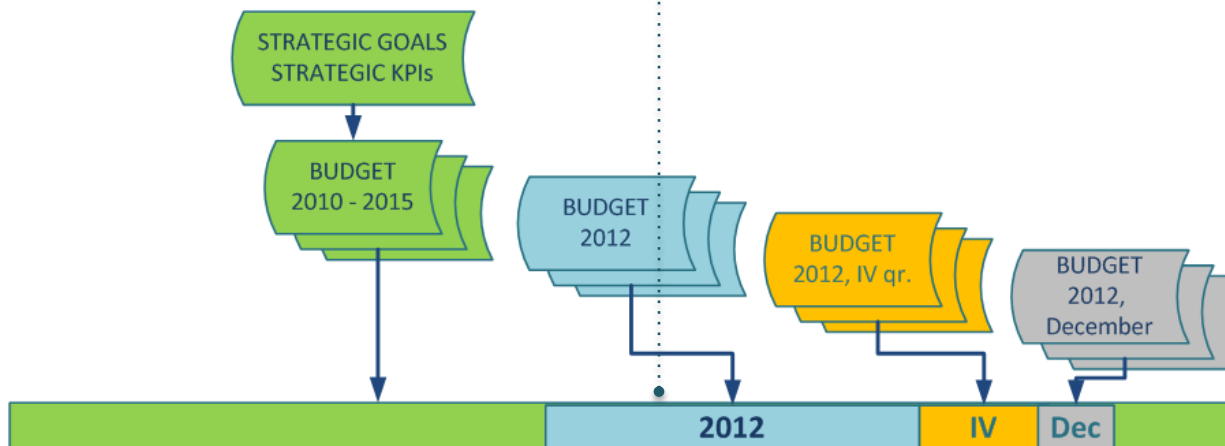 STRATEGIC GOALS
STRATEGIC KPIs
BUDGET
2010 - 2015
BUDGET
2012
BUDGET
2012, IV qr.
BUDGET
2012,
December
2012
IV
Dec